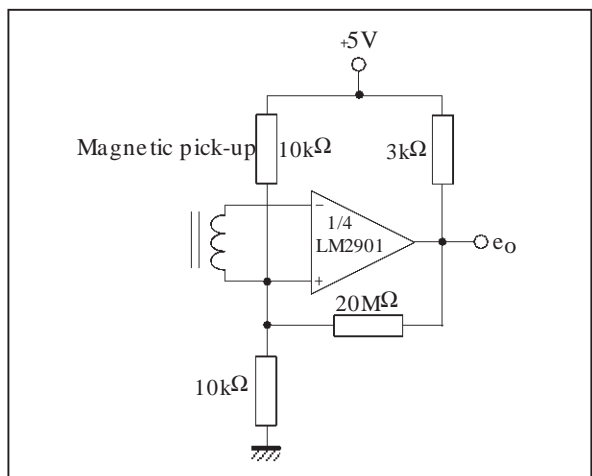 +5V
Magnetic pick-up
10kΩ
3kΩ
−
1/4
LM2901
+
eo
20MΩ
10kΩ